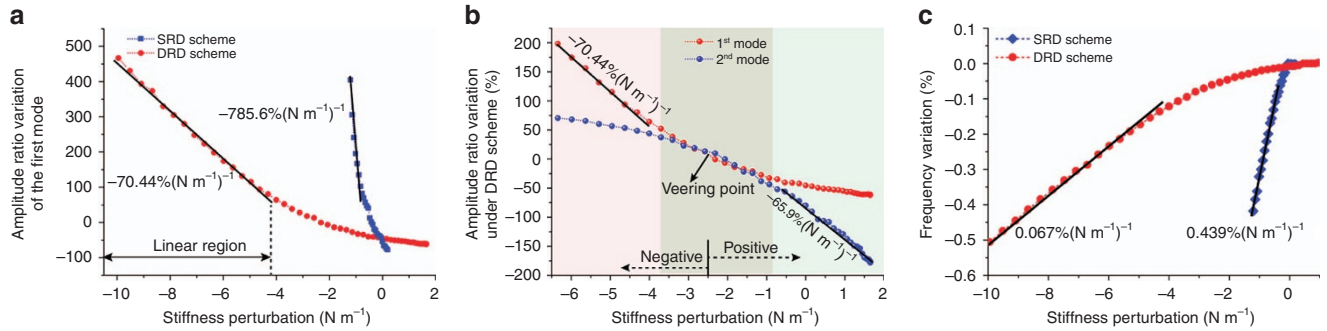 a
SRD scheme
DRD scheme
Amplitude ratio variation
of the first mode
500
400
300
200
100
0
−100
−785.6%(N m⁻¹)⁻¹
−70.44%(N m⁻¹)⁻¹
Linear region
−10 −8 −6 −4 −2 0 2
Stiffness perturbation (N m⁻¹)
b
1st mode
2nd mode
Amplitude ratio variation
under DRD scheme (%)
200
150
100
50
0
−50
−100
−150
−200
−70.44%(N m⁻¹)⁻¹
Veering point
−65.9%(N m⁻¹)⁻¹
Negative
Positive
−6 −5 −4 −3 −2 −1 0 1 2
Stiffness perturbation (N m⁻¹)
c
SRD scheme
DRD scheme
Frequency variation (%)
0.0
−0.1
−0.2
−0.3
−0.4
−0.5
−0.6
0.067%(N m⁻¹)⁻¹
0.439%(N m⁻¹)⁻¹
−10 −8 −6 −4 −2 0
Stiffness perturbation (N m⁻¹)